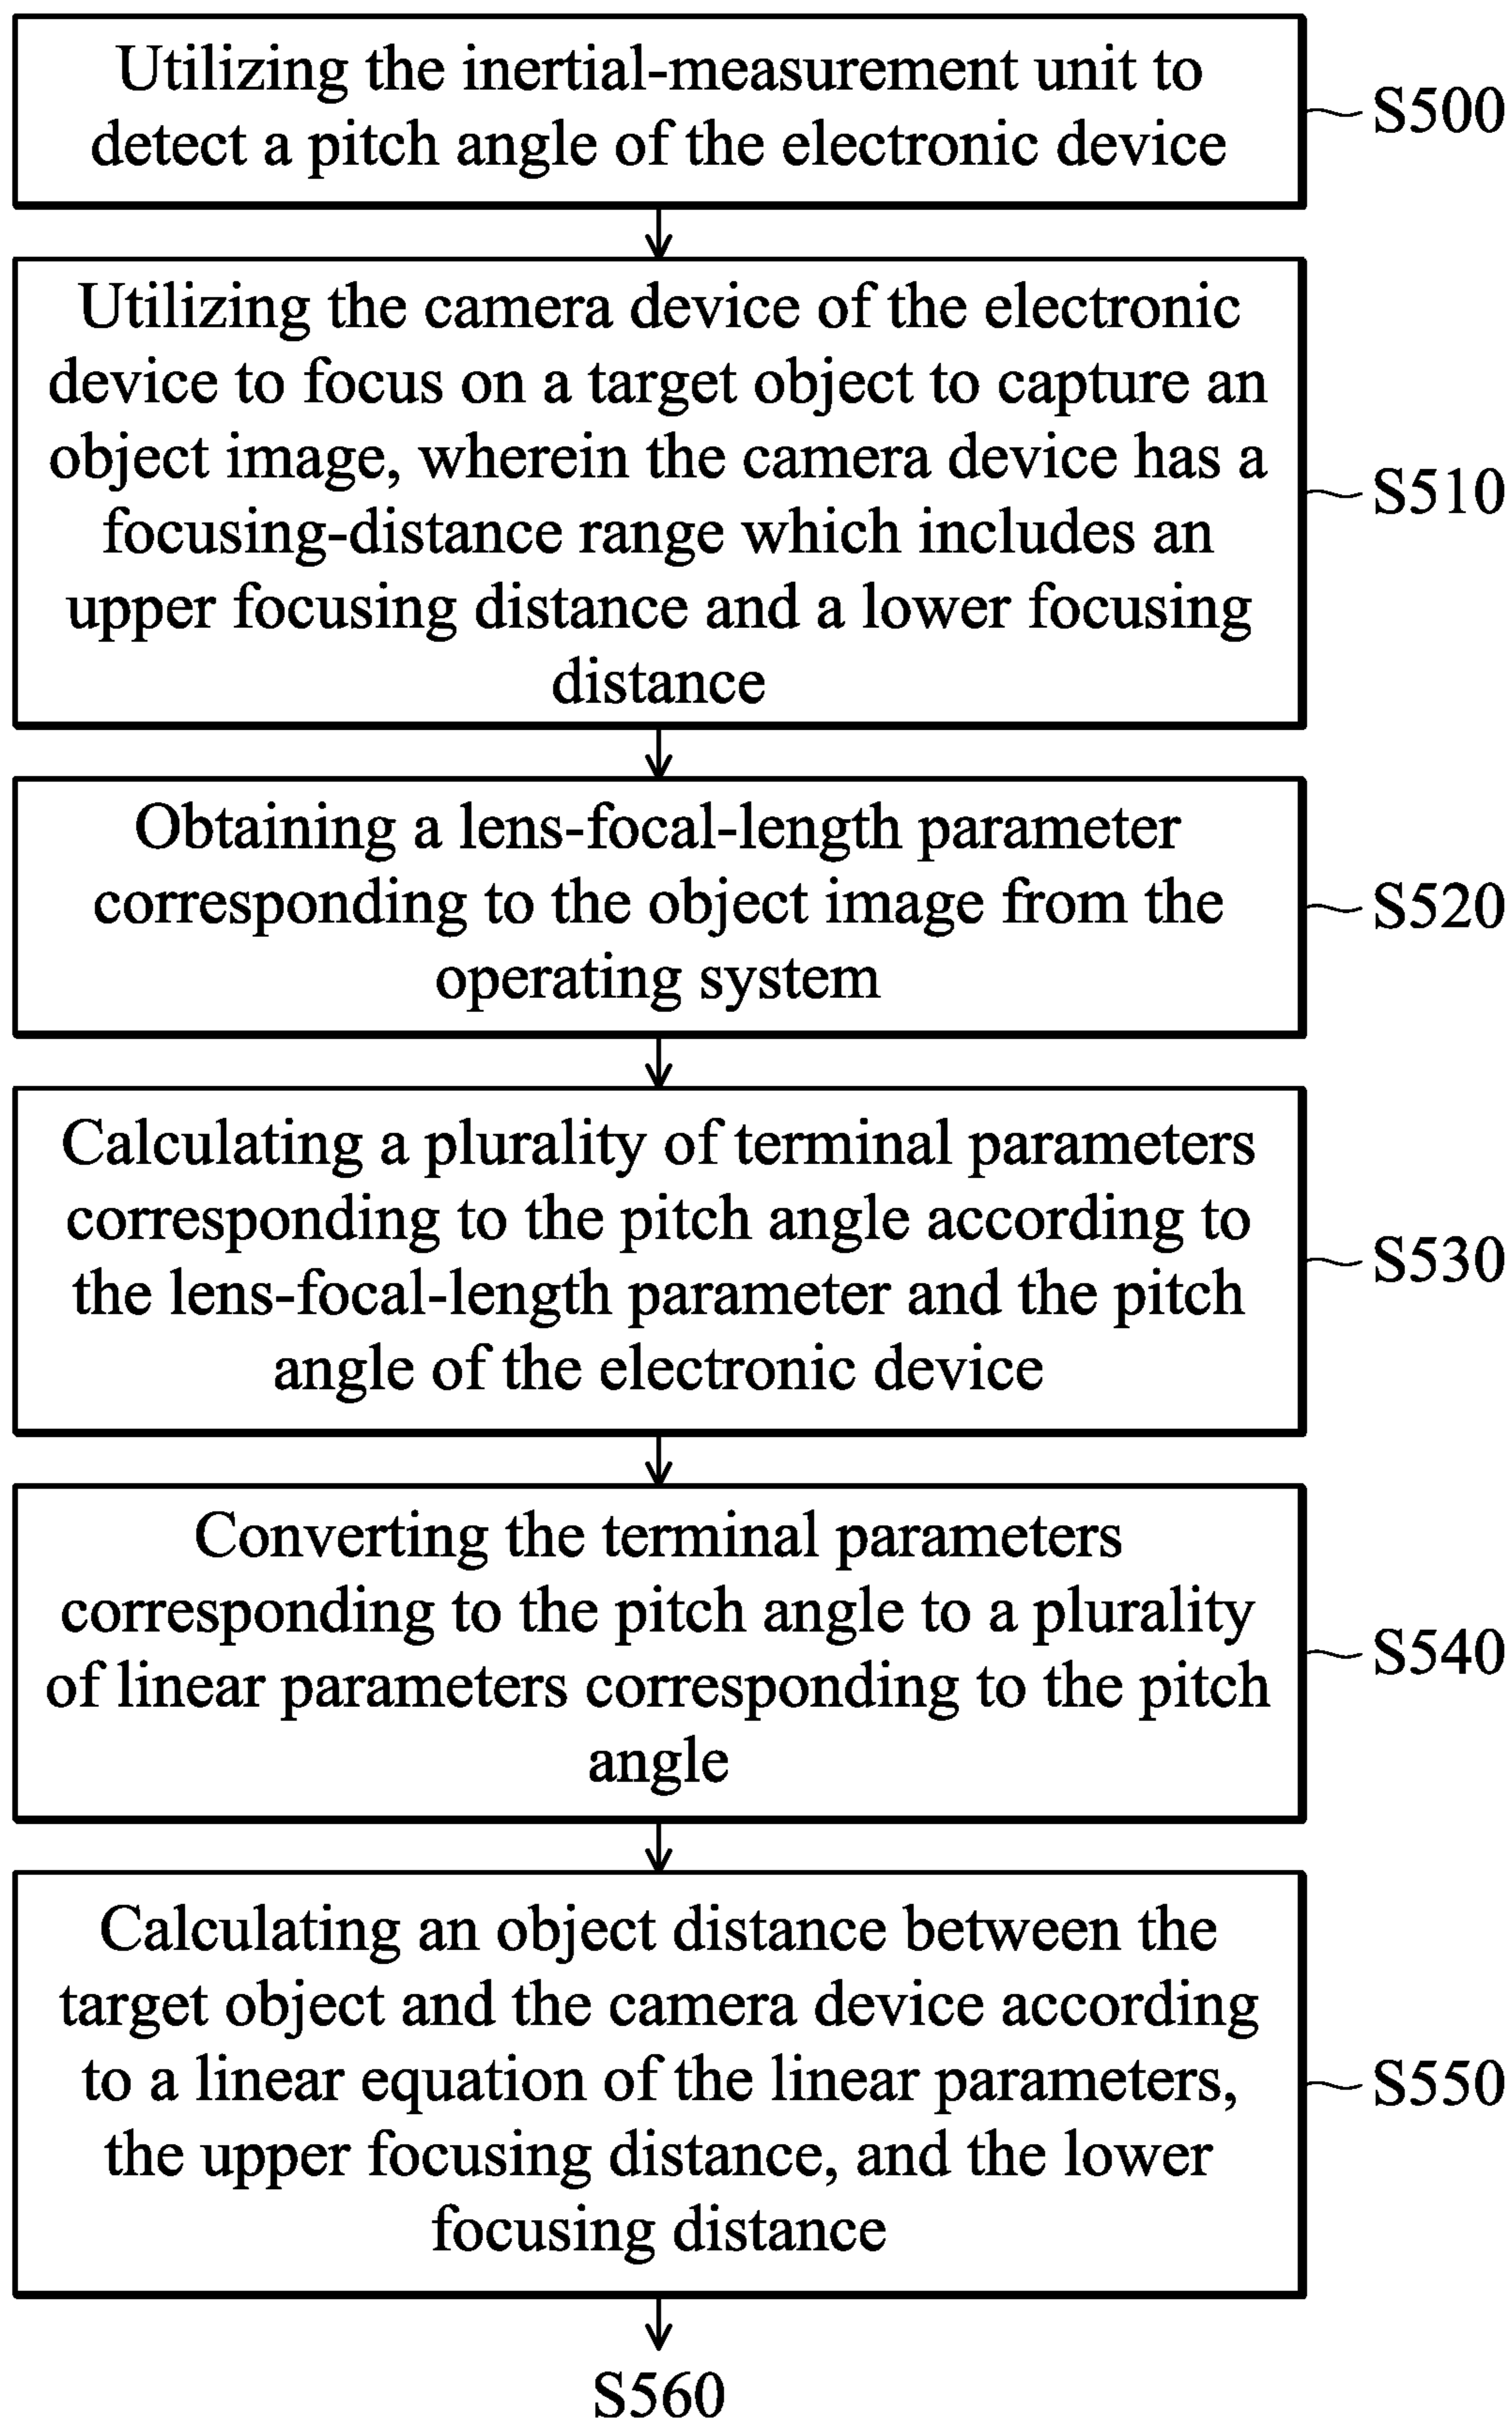 Utilizing the inertial-measurement unit to
detect a pitch angle of the electronic device
S500
Utilizing the camera device of the electronic
device to focus on a target object to capture an
object image, wherein the camera device has a
focusing-distance range which includes an
upper focusing distance and a lower focusing
distance
S510
Obtaining a lens-focal-length parameter
corresponding to the object image from the
operating system
S520
Calculating a plurality of terminal parameters
corresponding to the pitch angle according to
the lens-focal-length parameter and the pitch
angle of the electronic device
S530
Converting the terminal parameters
corresponding to the pitch angle to a plurality
of linear parameters corresponding to the pitch
angle
S540
Calculating an object distance between the
target object and the camera device according
to a linear equation of the linear parameters,
the upper focusing distance, and the lower
focusing distance
S550
S560